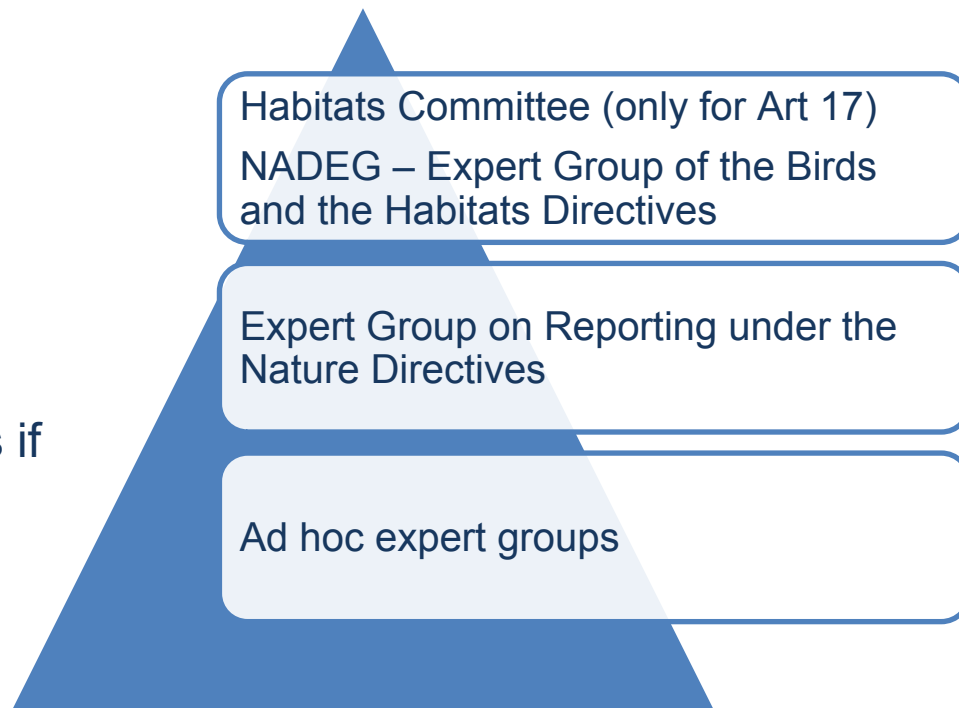 Habitats Committee (only for Art 17)
NADEG – Expert Group of the Birds
and the Habitats Directives
Expert Group on Reporting under the
Nature Directives
s if
Ad hoc expert groups